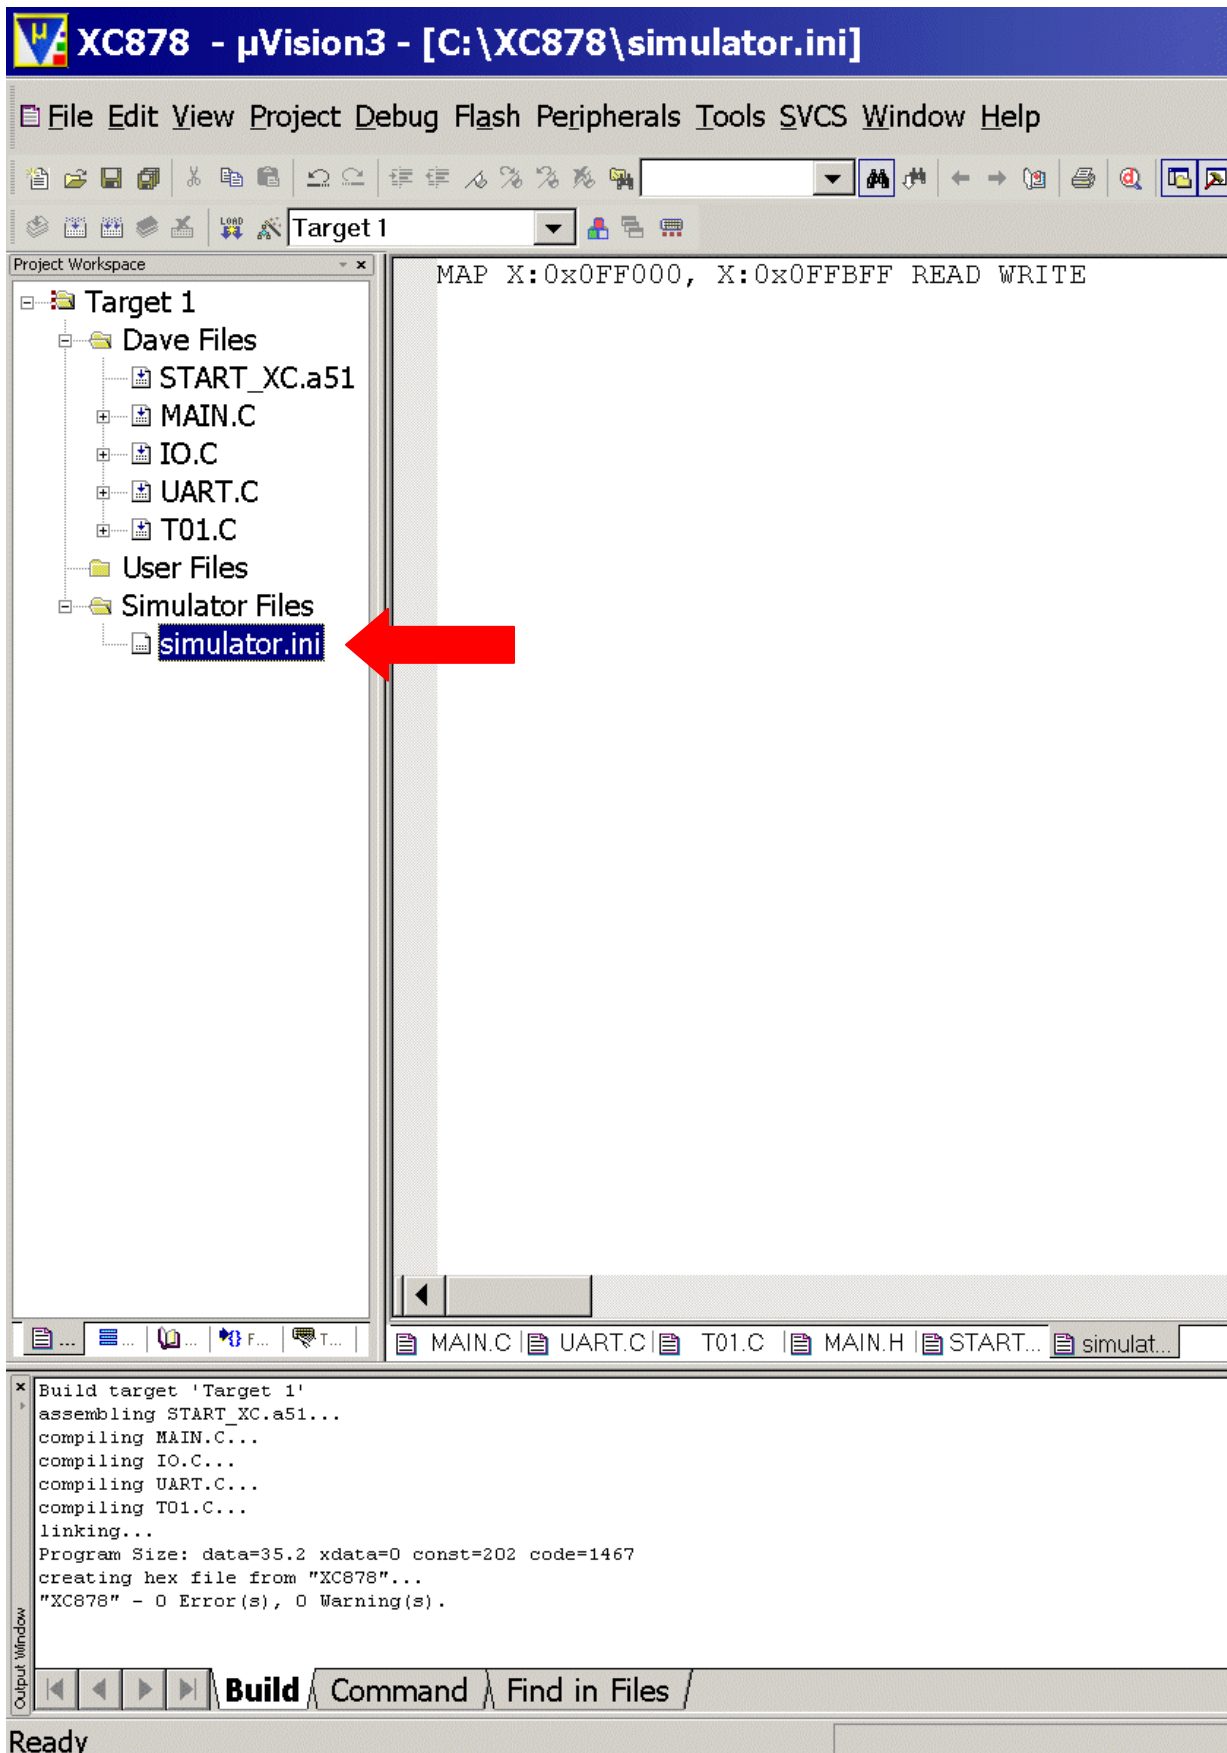 XC878 - µVision3 - [C:\XC878\simulator.ini]
File Edit View Project Debug Flash Peripherals Tools SVCS Window Help
LOAD Target 1
Project Workspace
MAP X:0x0FF000, X:0x0FFBFF READ WRITE
Target 1
Dave Files
START_XC.a51
MAIN.C
IO.C
UART.C
T01.C
User Files
Simulator Files
simulator.ini
... ... ... F... T...
MAIN.C UART.C T01.C MAIN.H START... simulat...
Build target 'Target 1'
assembling START_XC.a51...
compiling MAIN.C...
compiling IO.C...
compiling UART.C...
compiling T01.C...
linking...
Program Size: data=35.2 xdata=0 const=202 code=1467
creating hex file from "XC878"...
"XC878" - 0 Error(s), 0 Warning(s).
Output Window
Build Command Find in Files
Ready